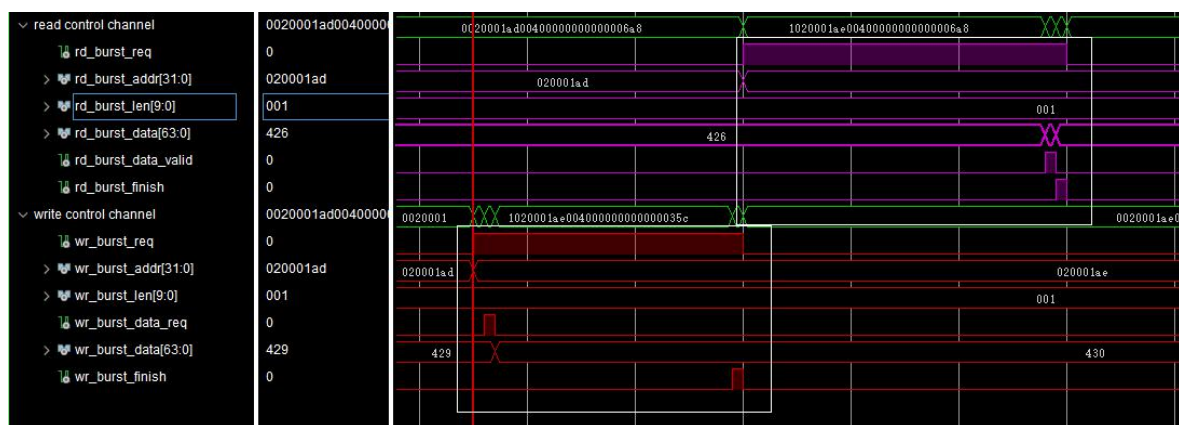 read control channel 0020001ad0040000 0020001ad00400000000000006a8 1020001ae00400000000000006a8
rd_burst_req 0
rd_burst_addr[31:0] 020001ad 020001ad
rd_burst_len[9:0] 001 001
rd_burst_data[63:0] 426 426
rd_burst_data_valid 0
rd_burst_finish 0
write control channel 0020001ad0040000 0020001 1020001ae004000000000000035c 0020001ae0
wr_burst_req 0
wr_burst_addr[31:0] 020001ad 020001ad 020001ae
wr_burst_len[9:0] 001 001
wr_burst_data_req 0
wr_burst_data[63:0] 429 429 430
wr_burst_finish 0